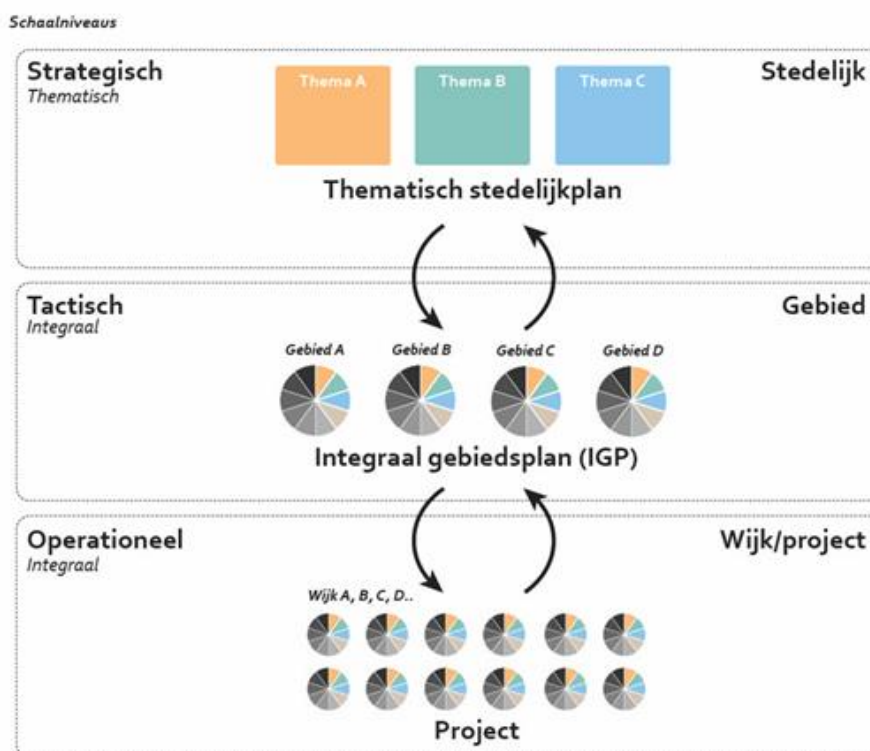 Schaalniveaus
Strategisch
Thematisch
Stedelijk
Thema A
Thema B
Thema C
Thematisch stedelijkplan
Tactisch
Integraal
Gebied
Gebied A
Gebied B
Gebied C
Gebied D
Integraal gebiedsplan (IGP)
Operationeel
Integraal
Wijk/project
Wijk A, B, C, D..
Project